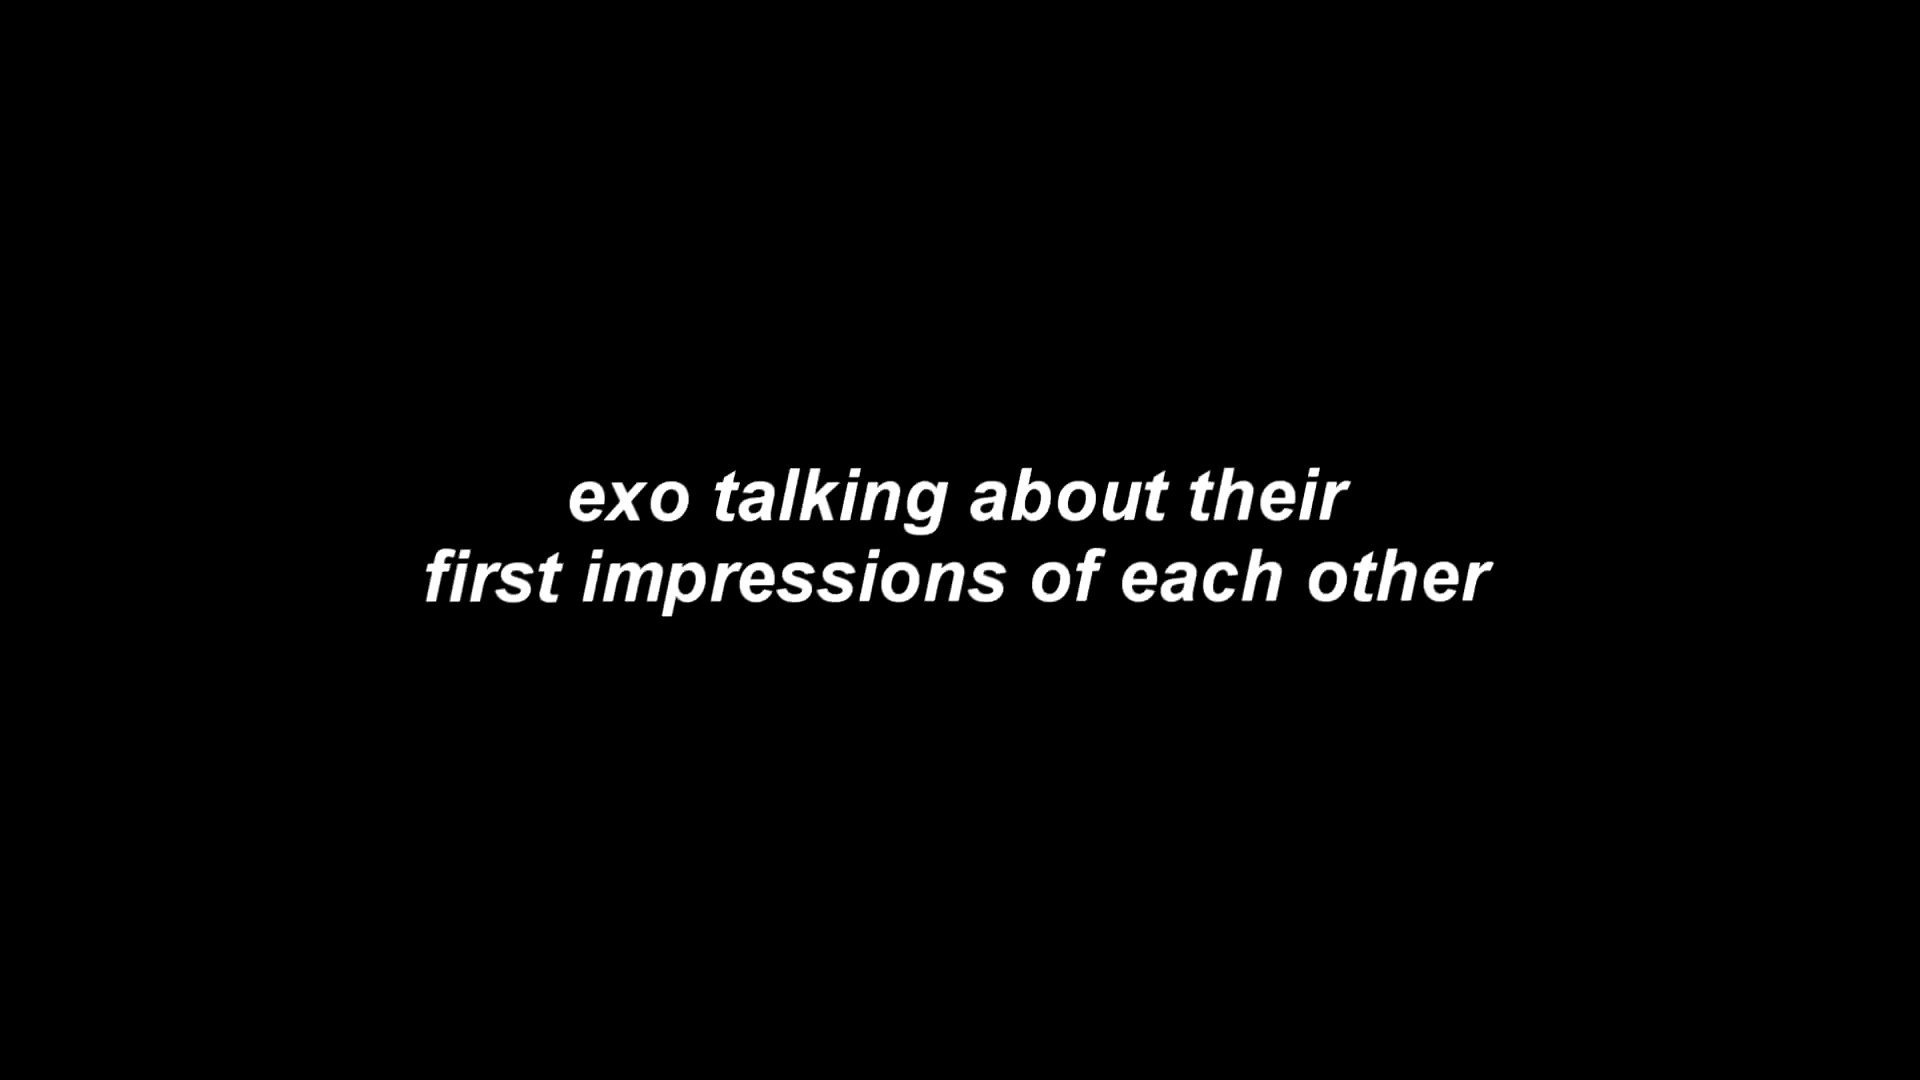 exo talking about their
first impressions of each other